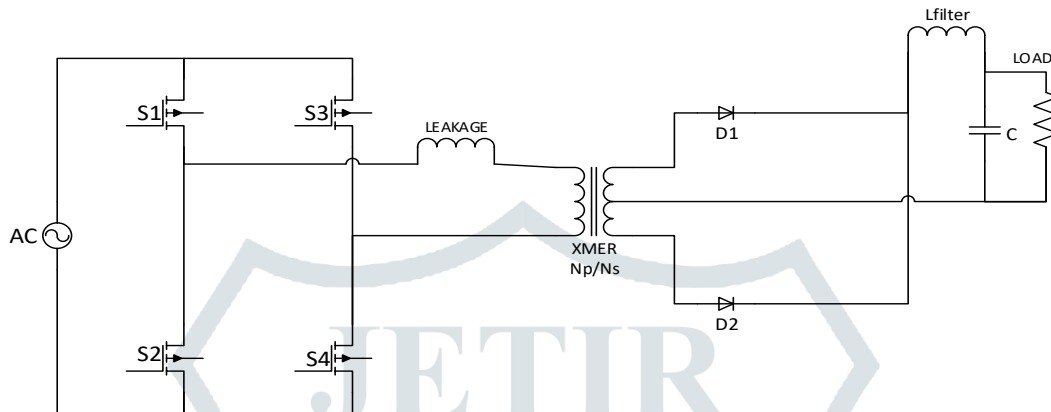 Lfilter
LOAD
S1
S3
LEAKAGE
D1
C
AC
XMER
Np/Ns
D2
S2
S4
JETIR